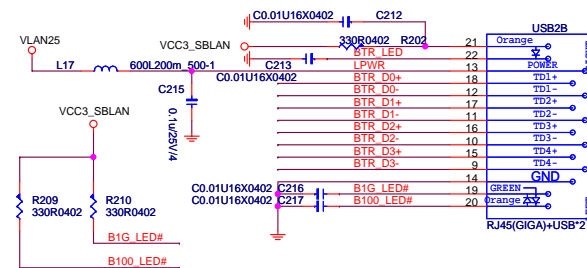 C0.01U16X0402 C212 USB2B
VLAN25 VCC3_SBLAN 330R0402 R202 21 Orange
BTR_LED 22
L17 600L200m_500-1 C213 LPWR 13 POWER
C0.01U16X0402 BTR_D0+ 18 TD1+
C215 BTR_D0- 12 TD1-
0.1u/25V/4 BTR_D1+ 17 TD2+
VCC3_SBLAN BTR_D1- 11 TD2-
BTR_D2+ 16 TD3+
BTR_D2- 10 TD3-
BTR_D3+ 15 TD4+
BTR_D3- 9 TD4-
14 GND
C0.01U16X0402 C216 B1G_LED# 19 GREEN
R209 R210 C0.01U16X0402 C217 B100_LED# 20 Orange
330R0402 330R0402
RJ45(GIGA)+USB*2
B1G_LED#
B100_LED#